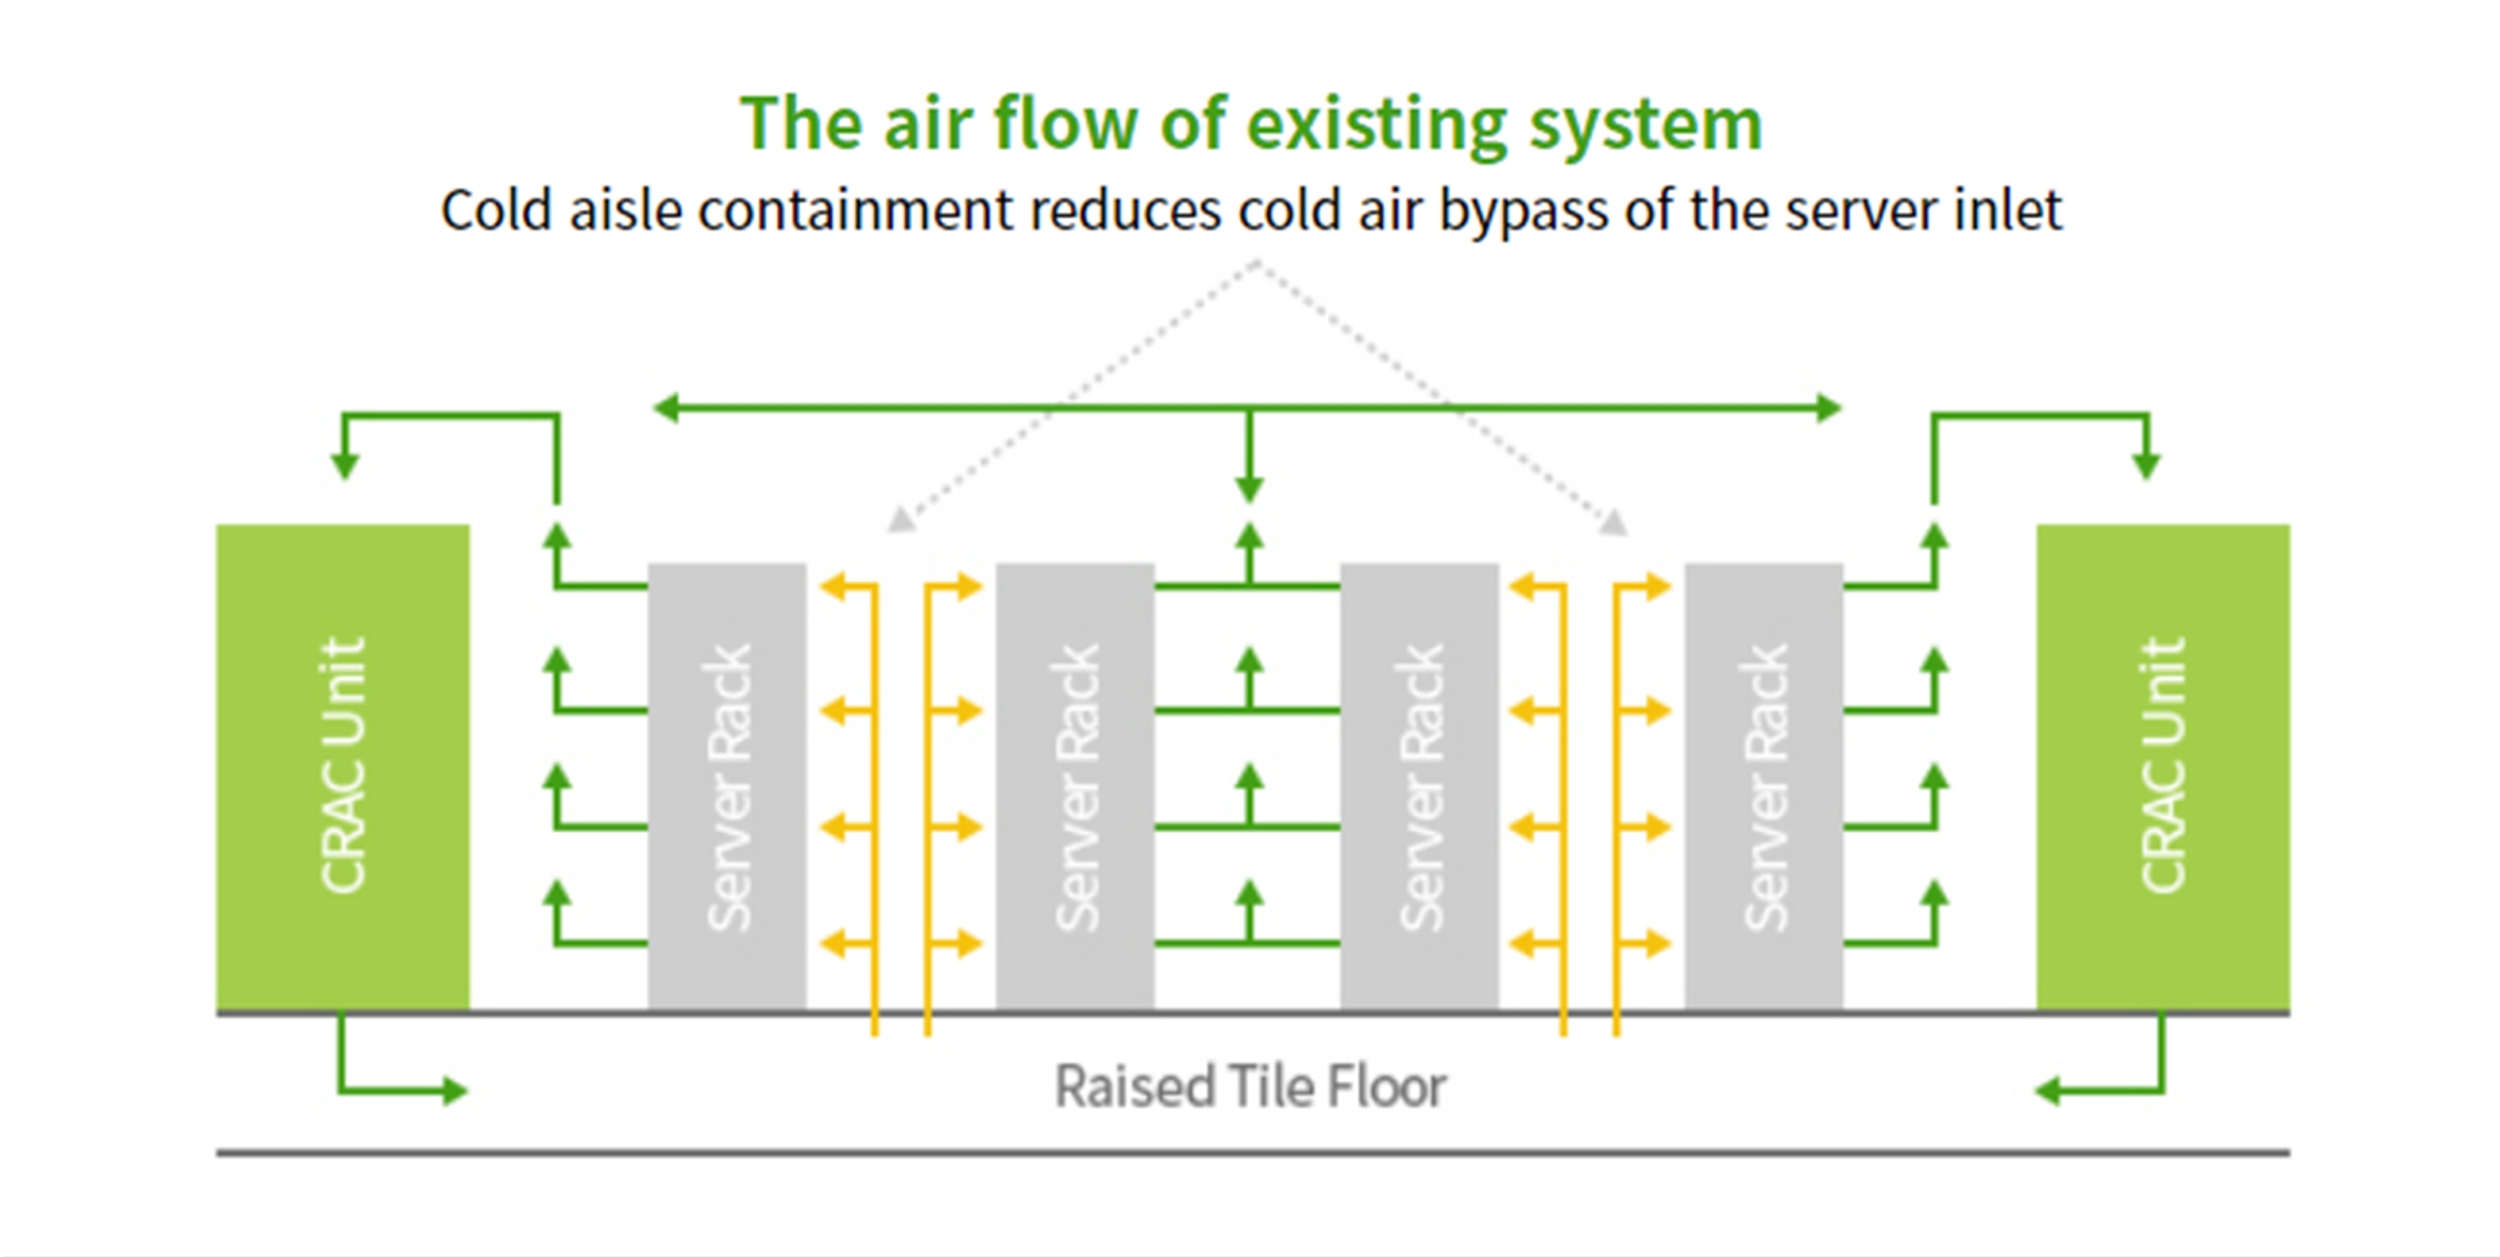 The air flow of existing system
Cold aisle containment reduces cold air bypass of the server inlet
CRAC Unit
Server Rack
Server Rack
Server Rack
Server Rack
CRAC Unit
Raised Tile Floor